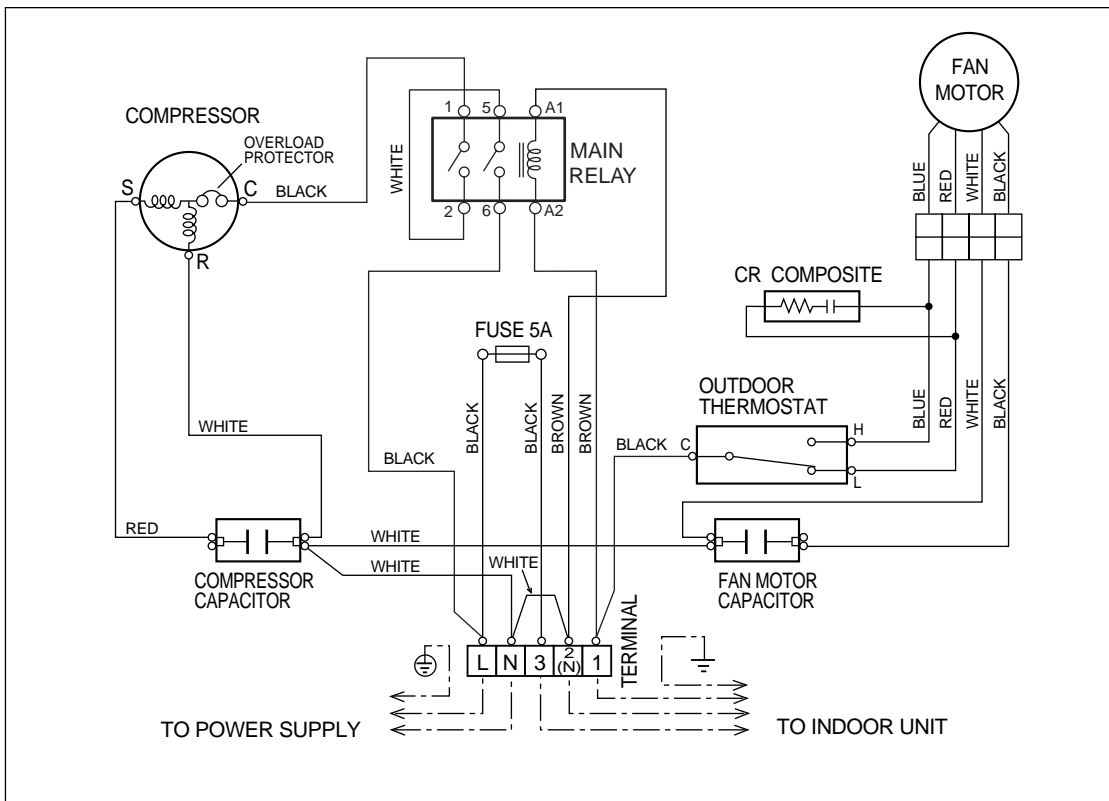 FAN
MOTOR
COMPRESSOR
OVERLOAD
PROTECTOR
S
C
R
BLACK
WHITE
1
5
A1
MAIN
RELAY
2
6
A2
BLUE
RED
WHITE
BLACK
CR COMPOSITE
FUSE 5A
OUTDOOR
THERMOSTAT
BLACK
BLACK
BROWN
BROWN
BLACK
C
H
L
BLUE
RED
WHITE
BLACK
WHITE
BLACK
RED
WHITE
WHITE
WHITE
COMPRESSOR
CAPACITOR
FAN MOTOR
CAPACITOR
L
N
3
2
(N)
1
TERMINAL
TO POWER SUPPLY
TO INDOOR UNIT